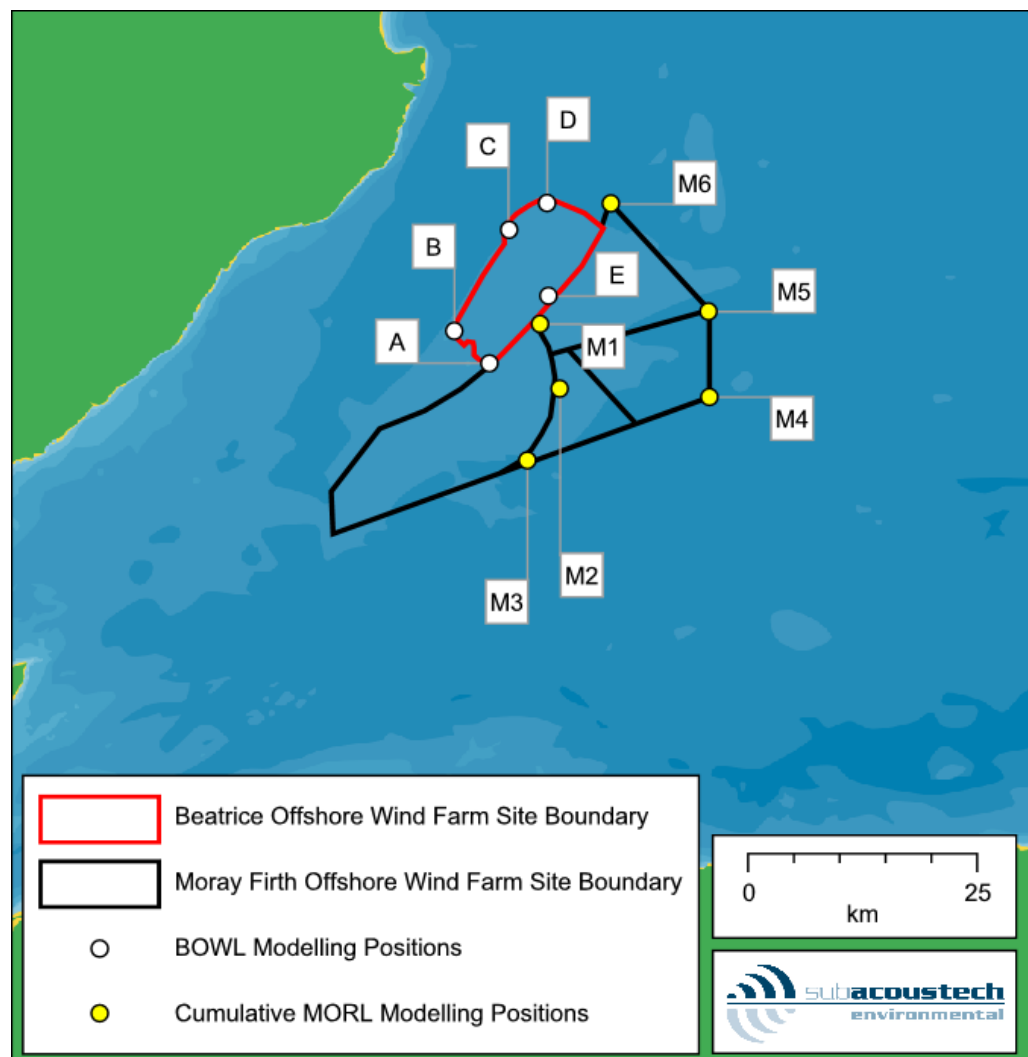 D
C
M6
B
E
M5
A
M1
M4
M2
M3
Beatrice Offshore Wind Farm Site Boundary
Moray Firth Offshore Wind Farm Site Boundary
BOWL Modelling Positions
Cumulative MORL Modelling Positions
0 25
km
subacoustech
environmental